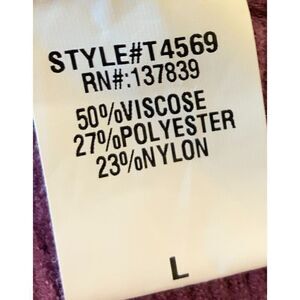 STYLE#T4569
RN#:137839
50%VISCOSE
27%POLYESTER
23%NYLON
L